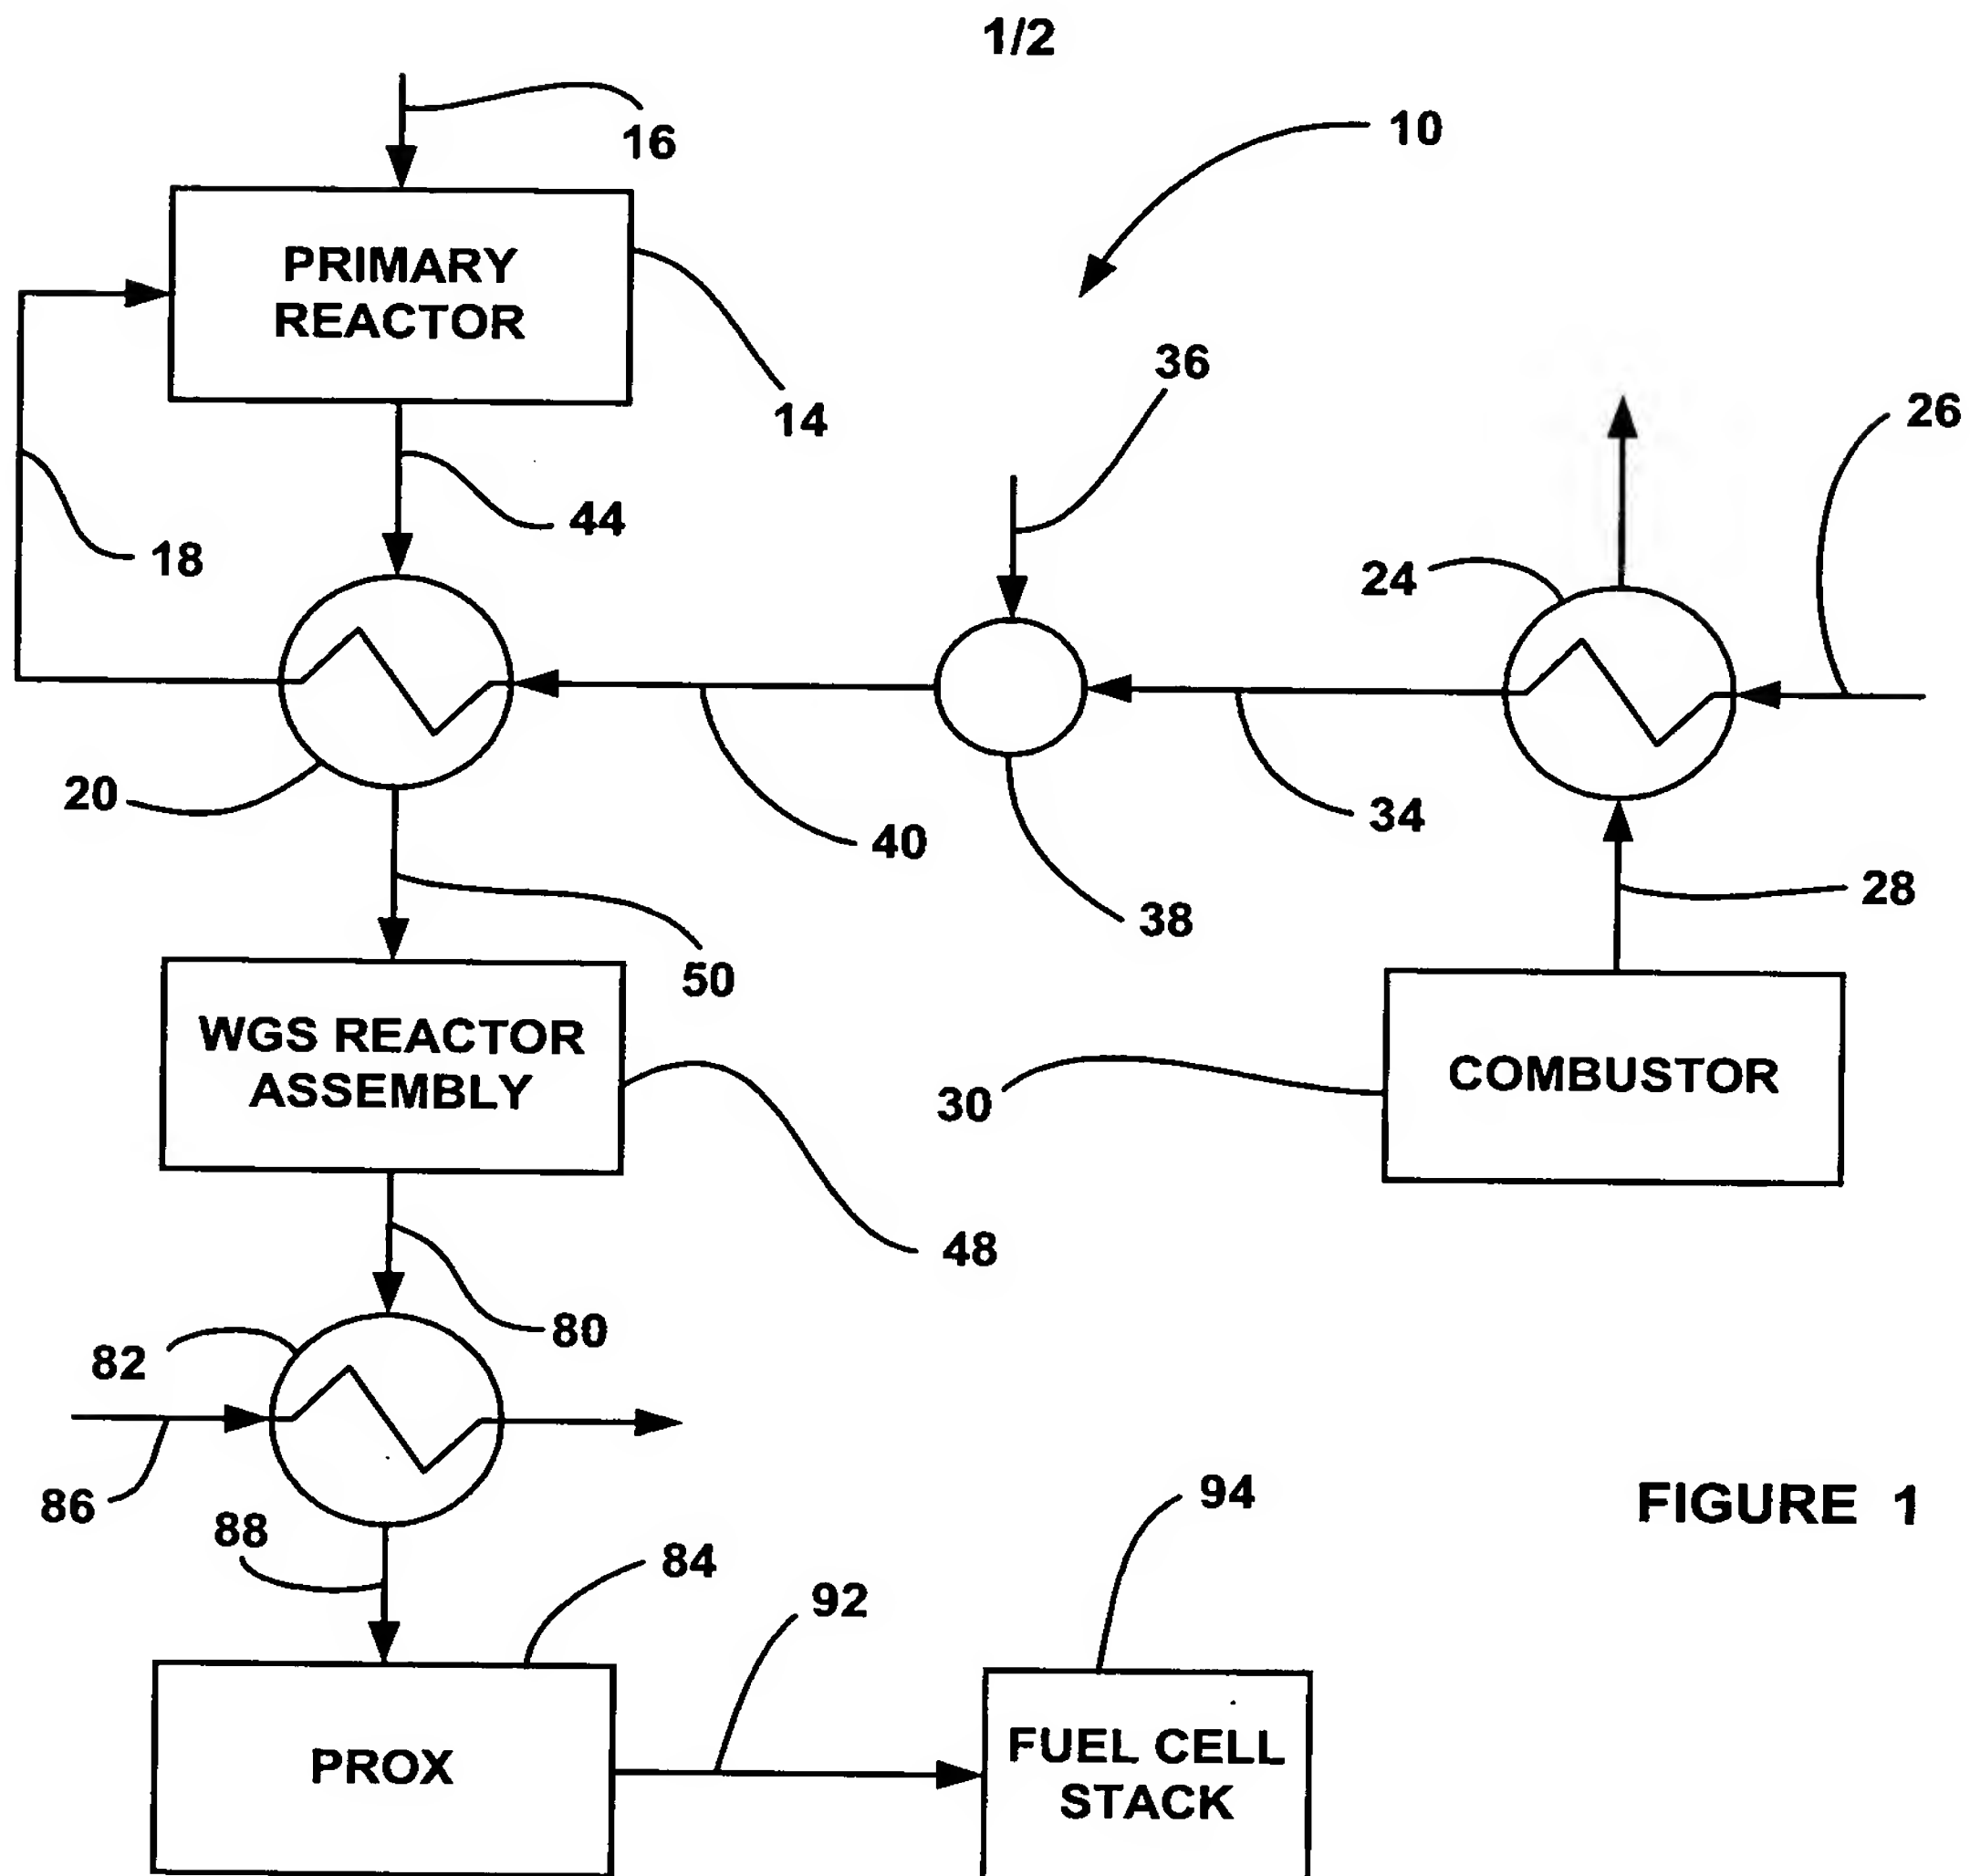 1/2
16
10
PRIMARY
REACTOR
36
14
26
44
18
24
20
34
40
28
38
50
WGS REACTOR
ASSEMBLY
COMBUSTOR
30
48
80
82
86
94
FIGURE 1
88
84
92
PROX
FUEL CELL
STACK